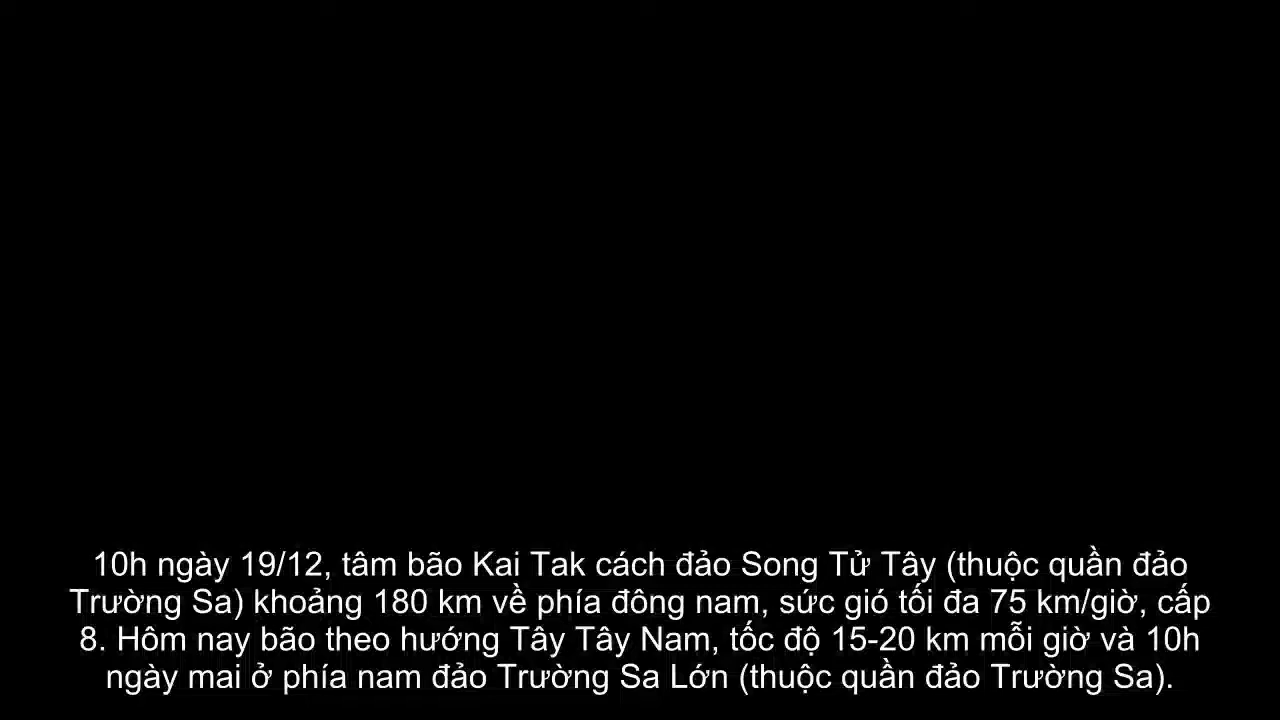 10h ngày 19/12, tâm bão Kai Tak cách đảo Song Tử Tây (thuộc quần đảo
Trường Sa) khoảng 180 km về phía đông nam, sức gió tối đa 75 km/giờ, cấp
8. Hôm nay bão theo hướng Tây Tây Nam, tốc độ 15-20 km mỗi giờ và 10h
ngày mai ở phía nam đảo Trường Sa Lớn (thuộc quần đảo Trường Sa).